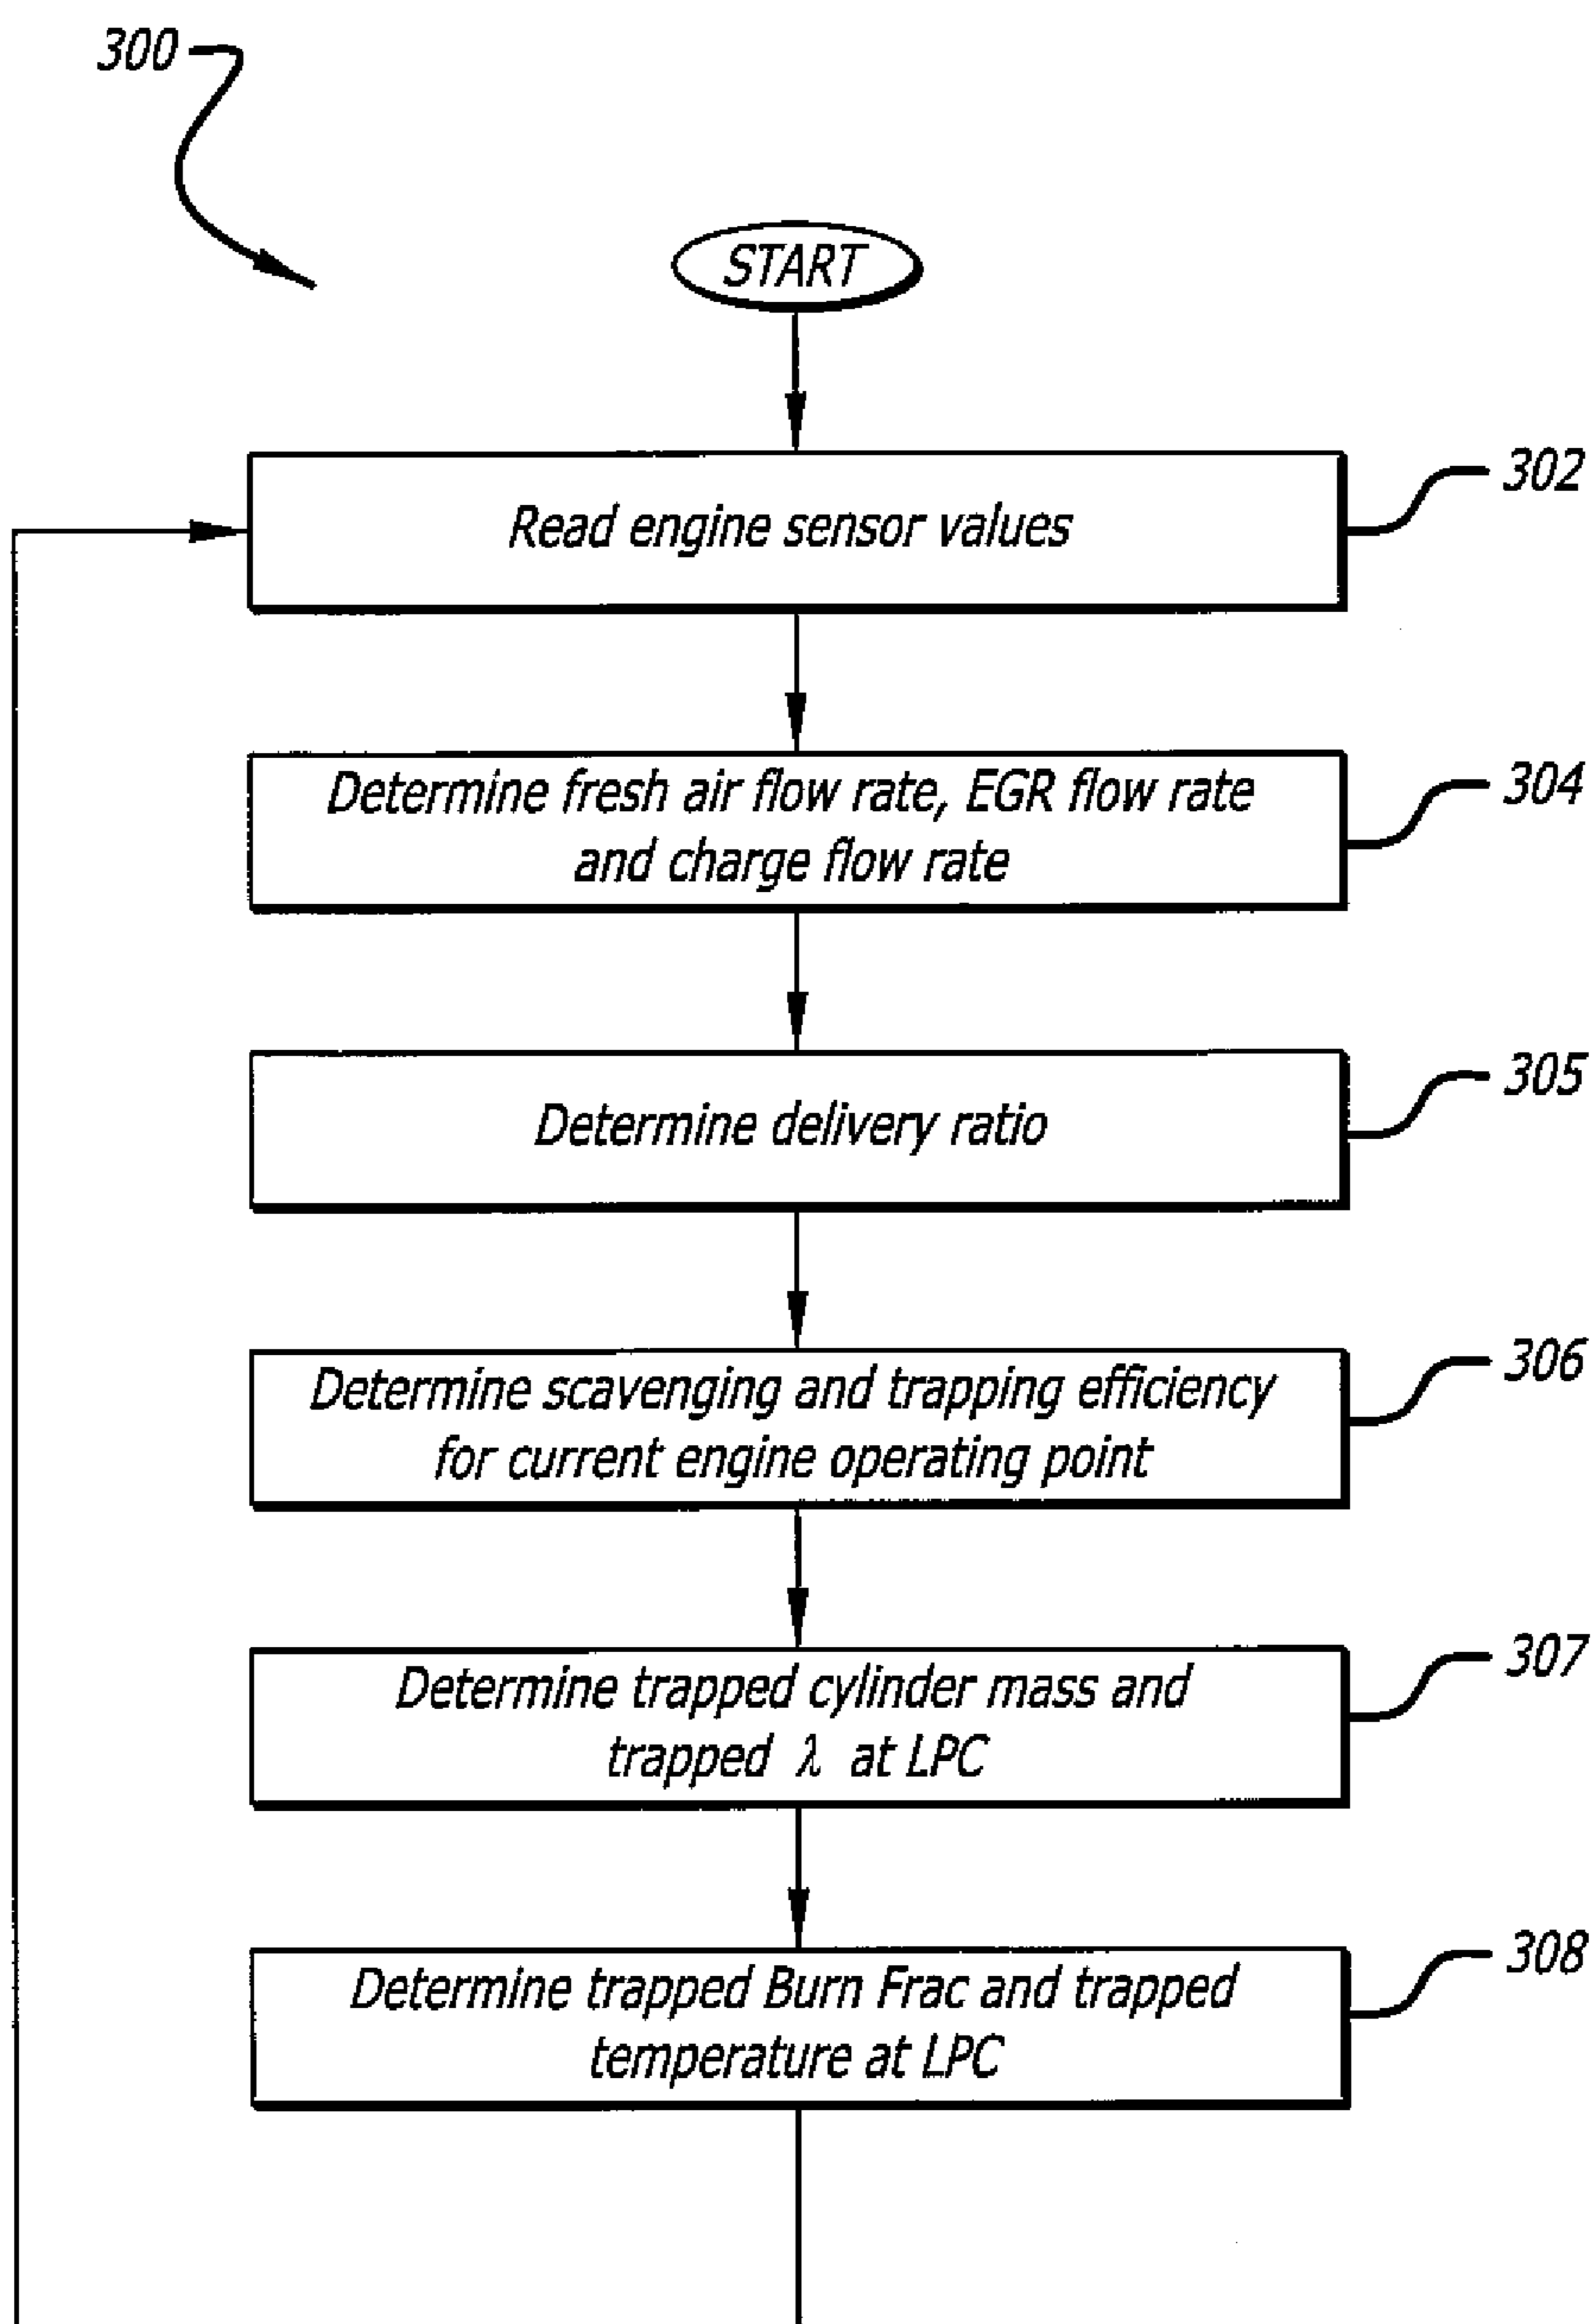 300
START
Read engine sensor values
302
Determine fresh air flow rate, EGR flow rate
and charge flow rate
304
Determine delivery ratio
305
Determine scavenging and trapping efficiency
for current engine operating point
306
Determine trapped cylinder mass and
trapped λ at LPC
307
Determine trapped Burn Frac and trapped
temperature at LPC
308